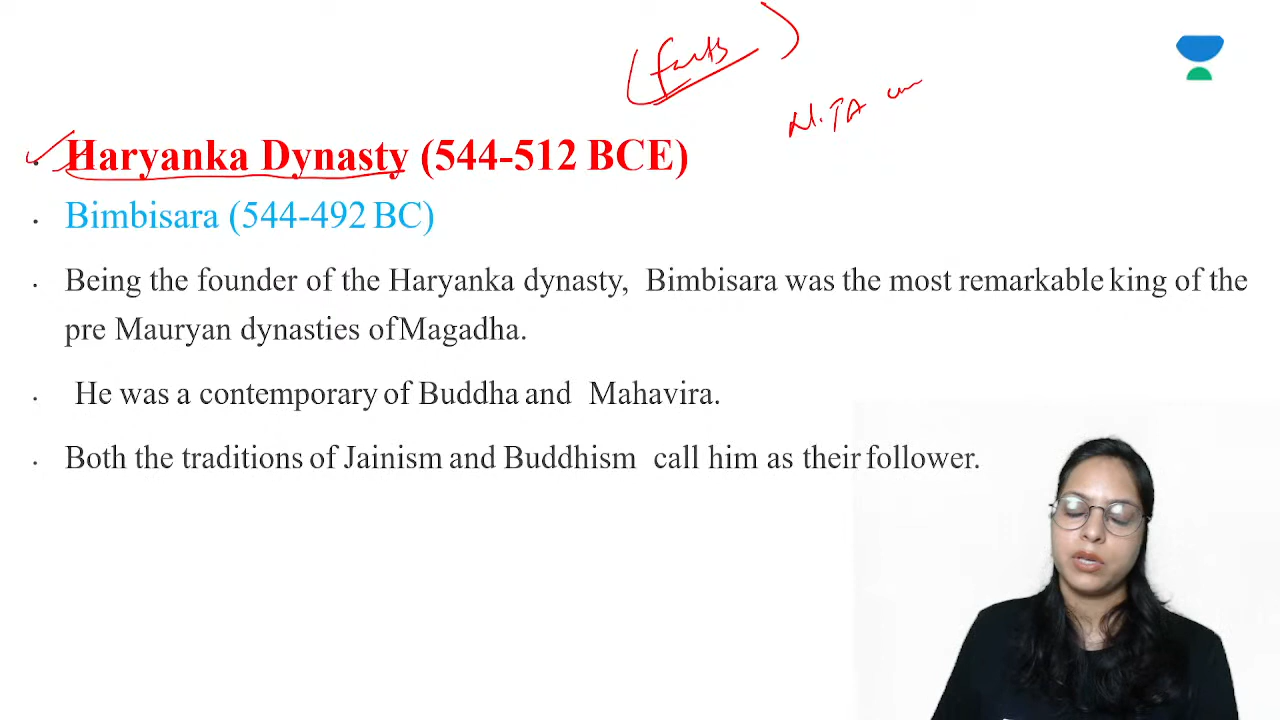 (facts)
N.TA
• Haryanka Dynasty (544-512 BCE)
• Bimbisara (544-492 BC)
• Being the founder of the Haryanka dynasty, Bimbisara was the most remarkable king of the
pre Mauryan dynasties of Magadha.
• He was a contemporary of Buddha and Mahavira.
• Both the traditions of Jainism and Buddhism call him as their follower.